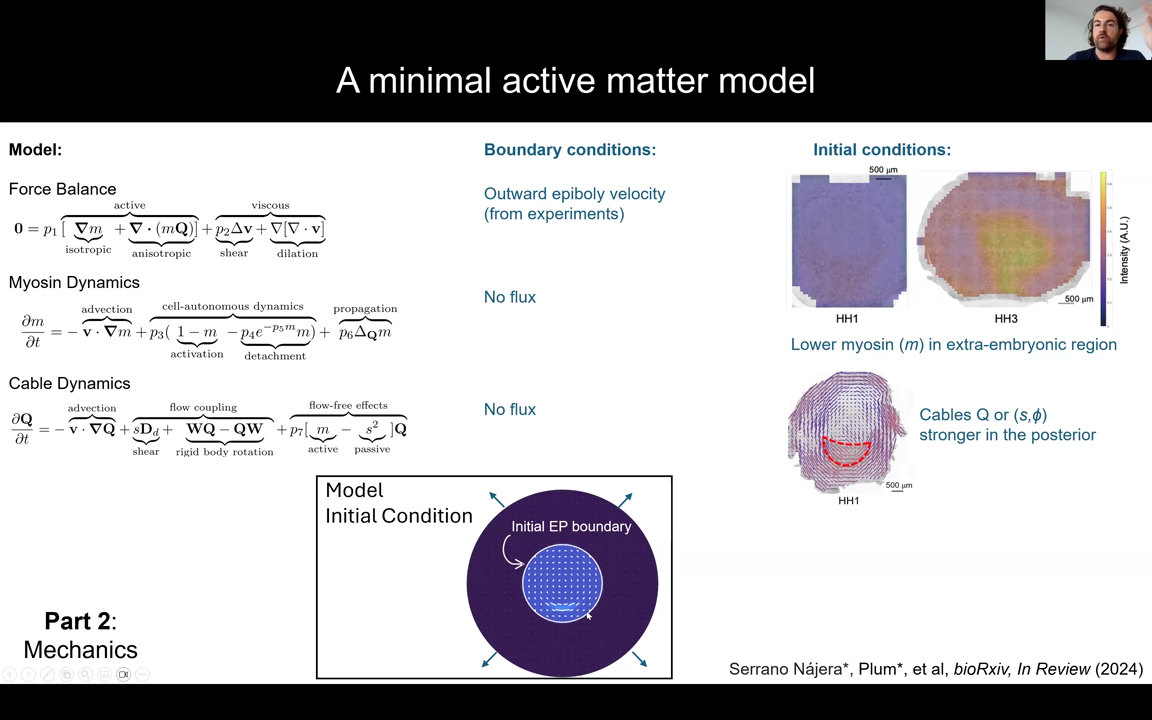 A minimal active matter model
Model:
Force Balance
active
viscous
0 = p₁ [ ∇m + ∇ · (mQ)] + p₂Δv + ∇[∇ · v]
isotropic
anisotropic
shear
dilation
Myosin Dynamics
advection
cell-autonomous dynamics
propagation
∂m/∂t = − v · ∇m + p₃( 1 − m − p₄e^{−p₅m}m) + p₆Δ_Q m
activation
detachment
Cable Dynamics
advection
flow coupling
flow-free effects
∂Q/∂t = − v · ∇Q + sD_d + WQ − QW + p₇[ m − s² ]Q
shear
rigid body rotation
active
passive
Boundary conditions:
Outward epiboly velocity
(from experiments)
No flux
No flux
Initial conditions:
500 μm
Intensity (A.U.)
500 μm
HH1
HH3
Lower myosin (m) in extra-embryonic region
Cables Q or (s,ϕ)
stronger in the posterior
500 μm
HH1
Model
Initial Condition
Initial EP boundary
Part 2:
Mechanics
Serrano Nájera*, Plum*, et al, bioRxiv, In Review (2024)